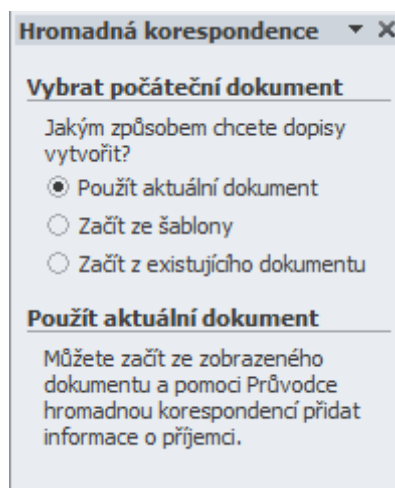 Hromadná korespondence
Vybrat počáteční dokument
Jakým způsobem chcete dopisy
vytvořit?
Použít aktuální dokument
Začít ze šablony
Začít z existujícího dokumentu
Použít aktuální dokument
Můžete začít ze zobrazeného
dokumentu a pomoci Průvodce
hromadnou korespondencí přidat
informace o příjemci.